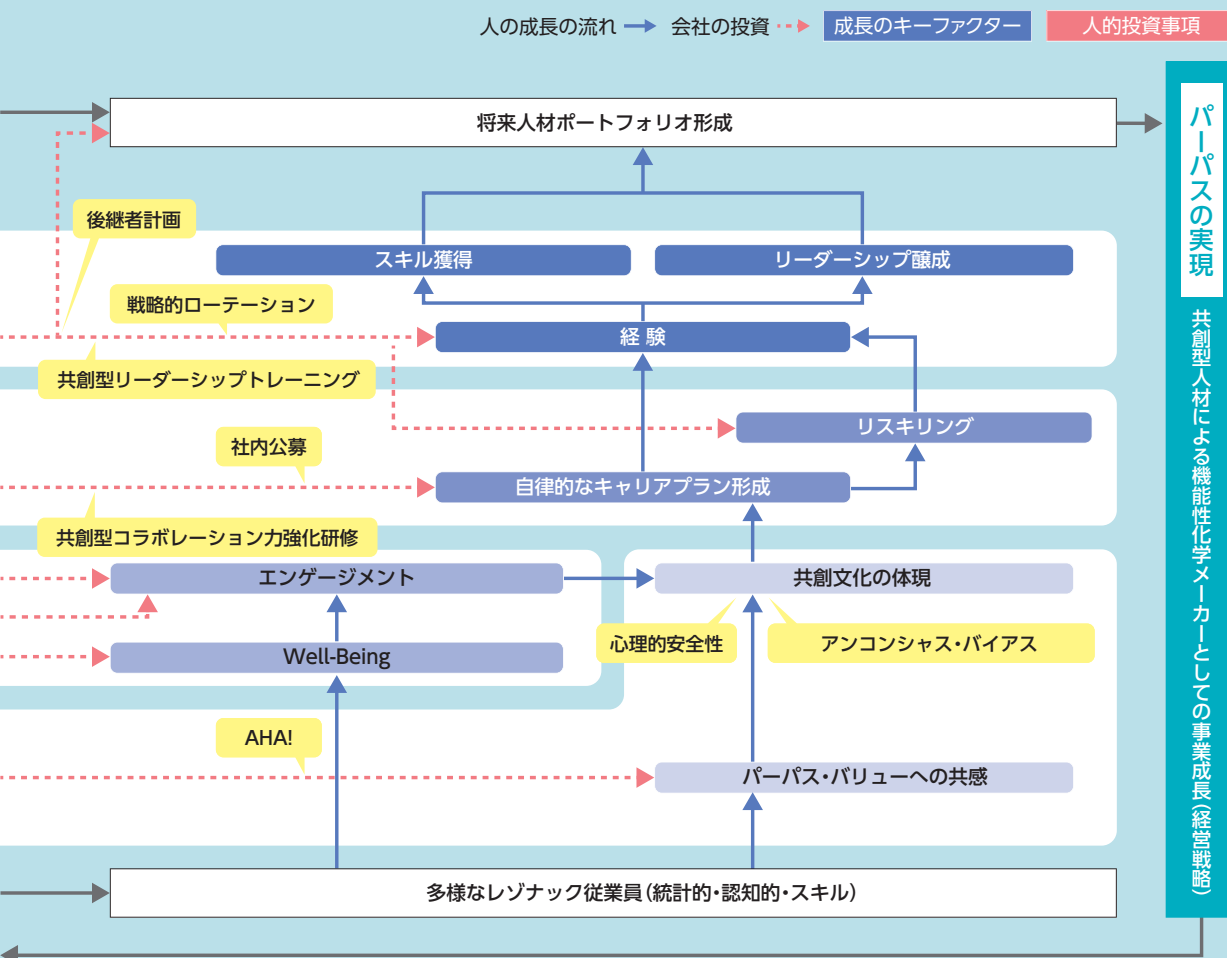 人の成長の流れ
会社の投資
成長のキーファクター
人的投資事項
将来人材ポートフォリオ形成
後継者計画
スキル獲得
リーダーシップ醸成
戦略的ローテーション
経 験
共創型リーダーシップトレーニング
リスキリング
社内公募
自律的なキャリアプラン形成
共創型コラボレーション力強化研修
エンゲージメント
共創文化の体現
心理的安全性
アンコンシャス・バイアス
Well-Being
AHA!
パーパス・バリューへの共感
多様なレゾナック従業員(統計的・認知的・スキル)
パーパスの実現
共創型人材による機能性化学メーカーとしての事業成長(経営戦略)